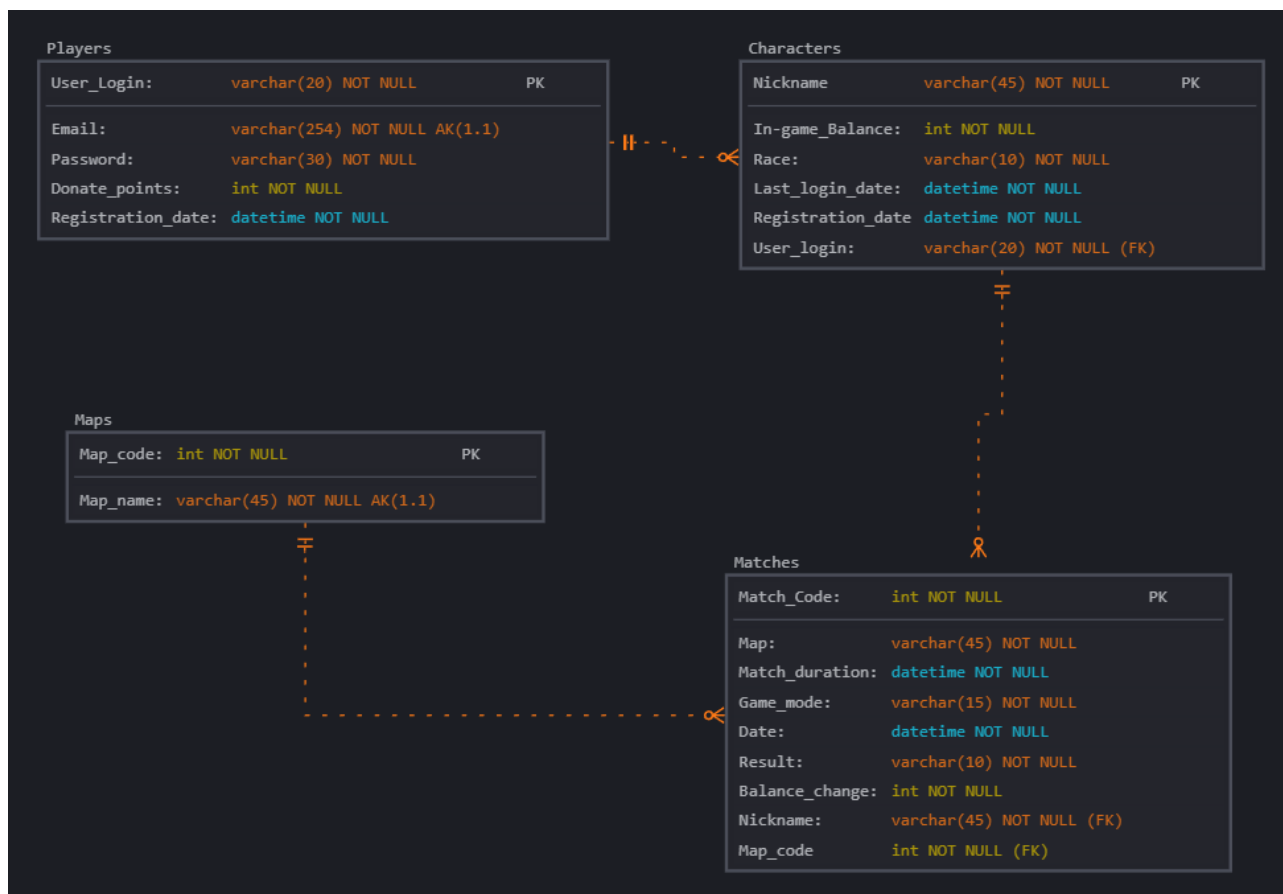 Players
User_Login: varchar(20) NOT NULL PK
Email: varchar(254) NOT NULL AK(1.1)
Password: varchar(30) NOT NULL
Donate_points: int NOT NULL
Registration_date: datetime NOT NULL
Characters
Nickname varchar(45) NOT NULL PK
In-game_Balance: int NOT NULL
Race: varchar(10) NOT NULL
Last_login_date: datetime NOT NULL
Registration_date datetime NOT NULL
User_login: varchar(20) NOT NULL (FK)
Maps
Map_code: int NOT NULL PK
Map_name: varchar(45) NOT NULL AK(1.1)
Matches
Match_Code: int NOT NULL PK
Map: varchar(45) NOT NULL
Match_duration: datetime NOT NULL
Game_mode: varchar(15) NOT NULL
Date: datetime NOT NULL
Result: varchar(10) NOT NULL
Balance_change: int NOT NULL
Nickname: varchar(45) NOT NULL (FK)
Map_code int NOT NULL (FK)